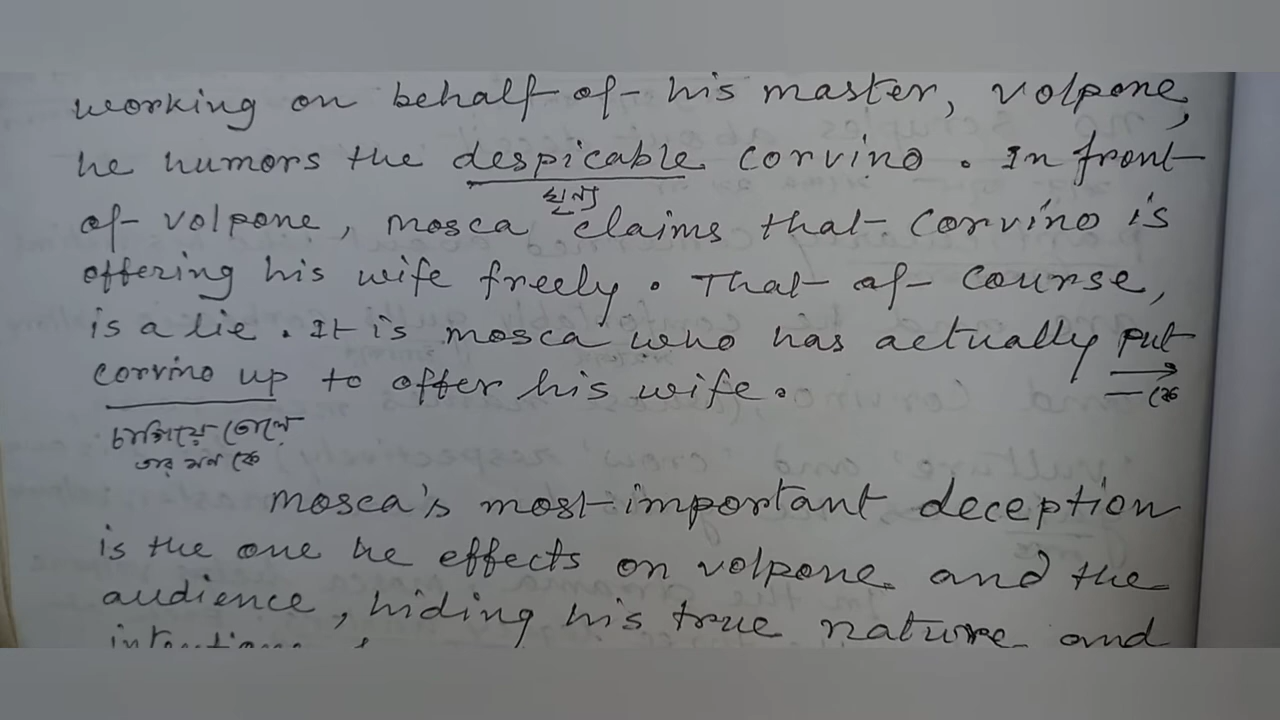 working on behalf of his master, volpone,
he humors the despicable corvino. In front
ঘৃন্য
of volpone, mosca claims that corvino is
offering his wife freely. That of course,
is a lie. It is mosca who has actually put
corvino up to offer his wife.
mosca's most important deception
is the one he effects on volpone and the
audience, hiding his true nature and